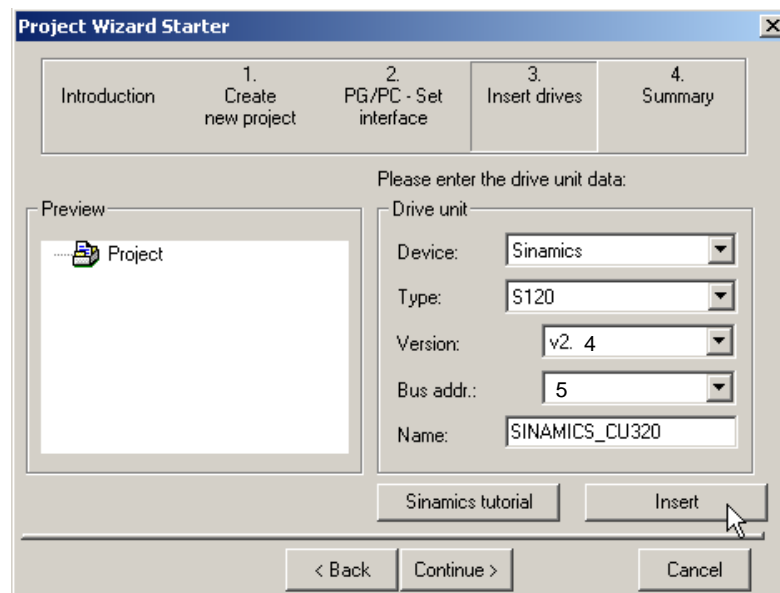 Project Wizard Starter
Introduction
1.
Create
new project
2.
PG/PC - Set
interface
3.
Insert drives
4.
Summary
Please enter the drive unit data:
Preview
Project
Drive unit
Device: Sinamics
Type: S120
Version: v2. 4
Bus addr.: 5
Name: SINAMICS_CU320
Sinamics tutorial
Insert
< Back
Continue >
Cancel